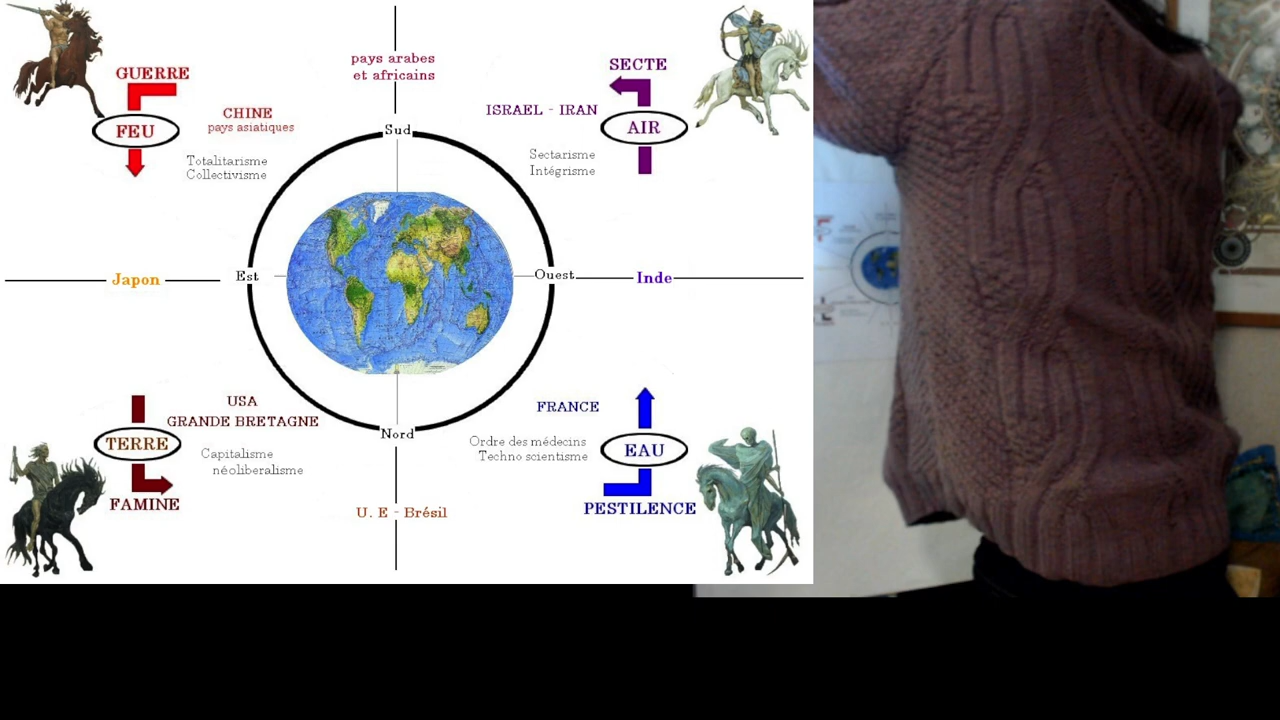 GUERRE
FEU
CHINE
pays asiatiques
Totalitarisme
Collectivisme
pays arabes
et africains
Sud
SECTE
ISRAEL - IRAN
AIR
Sectarisme
Intégrisme
Japon
Est
Ouest
Inde
USA
GRANDE BRETAGNE
TERRE
Capitalisme
néoliberalisme
FAMINE
Nord
U. E - Brésil
FRANCE
Ordre des médecins
Techno scientisme
EAU
PESTILENCE